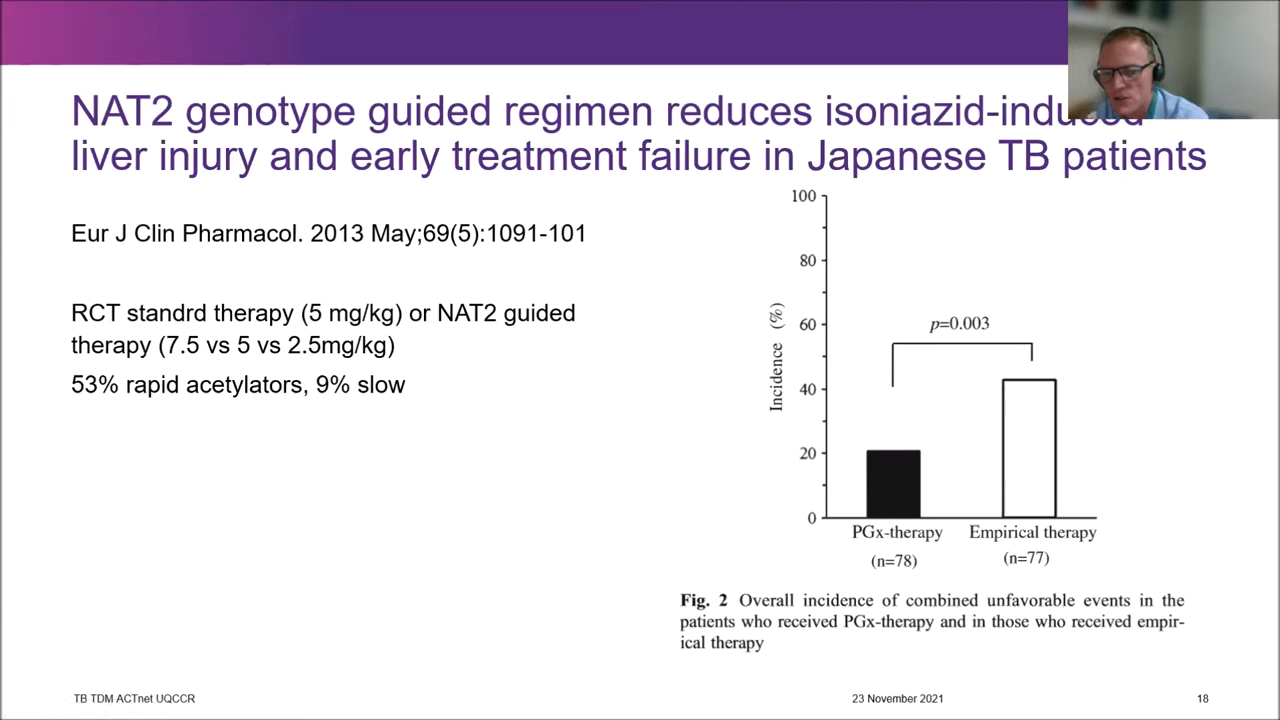 NAT2 genotype guided regimen reduces isoniazid-induced
liver injury and early treatment failure in Japanese TB patients
Eur J Clin Pharmacol. 2013 May;69(5):1091-101
RCT standrd therapy (5 mg/kg) or NAT2 guided
therapy (7.5 vs 5 vs 2.5mg/kg)
53% rapid acetylators, 9% slow
100
80
60
40
20
0
Incidence (%)
p=0.003
PGx-therapy
(n=78)
Empirical therapy
(n=77)
Fig. 2 Overall incidence of combined unfavorable events in the
patients who received PGx-therapy and in those who received empir-
ical therapy
TB TDM ACTnet UQCCR
23 November 2021
18